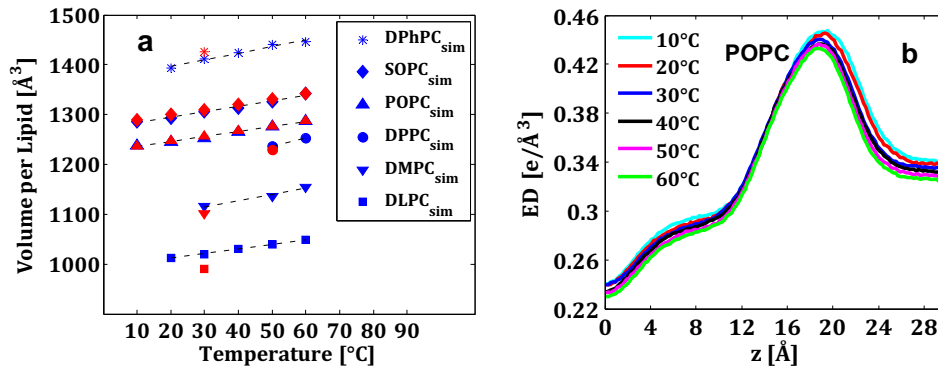 a
Volume per Lipid [Å³]
1500
1400
1300
1200
1100
1000
10 20 30 40 50 60 70 80 90
Temperature [°C]
DPhPC_sim
SOPC_sim
POPC_sim
DPPC_sim
DMPC_sim
DLPC_sim
b
POPC
ED [e/Å³]
0.46
0.42
0.38
0.34
0.3
0.26
0.22
0 4 8 12 16 20 24 28
z [Å]
10°C
20°C
30°C
40°C
50°C
60°C